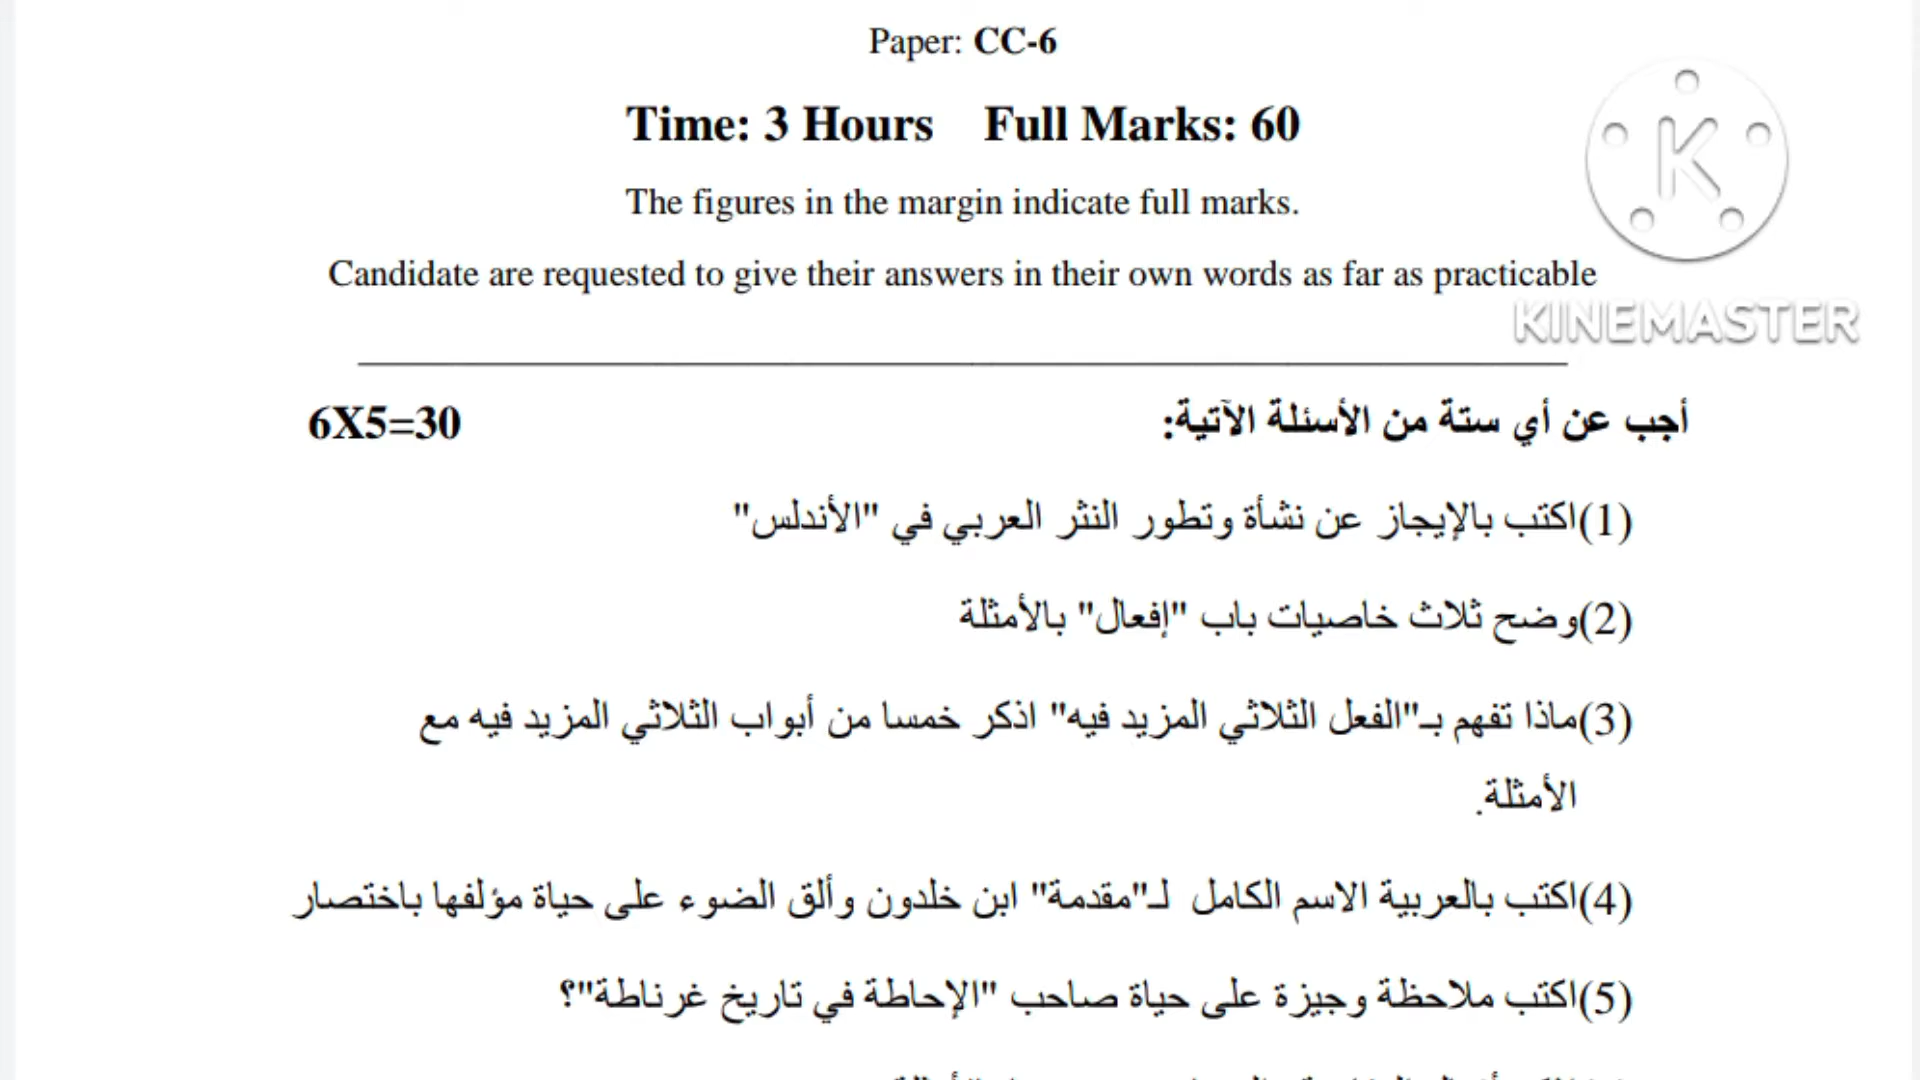 Paper: CC-6
Time: 3 Hours Full Marks: 60
The figures in the margin indicate full marks.
Candidate are requested to give their answers in their own words as far as practicable
KINEMASTER
أجب عن أي ستة من الأسئلة الآتية: 6X5=30
(1)اكتب بالإيجاز عن نشأة وتطور النثر العربي في "الأندلس"
(2)وضح ثلاث خاصيات باب "إفعال" بالأمثلة
(3)ماذا تفهم بـ"الفعل الثلاثي المزيد فيه" اذكر خمسا من أبواب الثلاثي المزيد فيه مع
الأمثلة.
(4)اكتب بالعربية الاسم الكامل لـ"مقدمة" ابن خلدون وألق الضوء على حياة مؤلفها باختصار
(5)اكتب ملاحظة وجيزة على حياة صاحب "الإحاطة في تاريخ غرناطة"؟